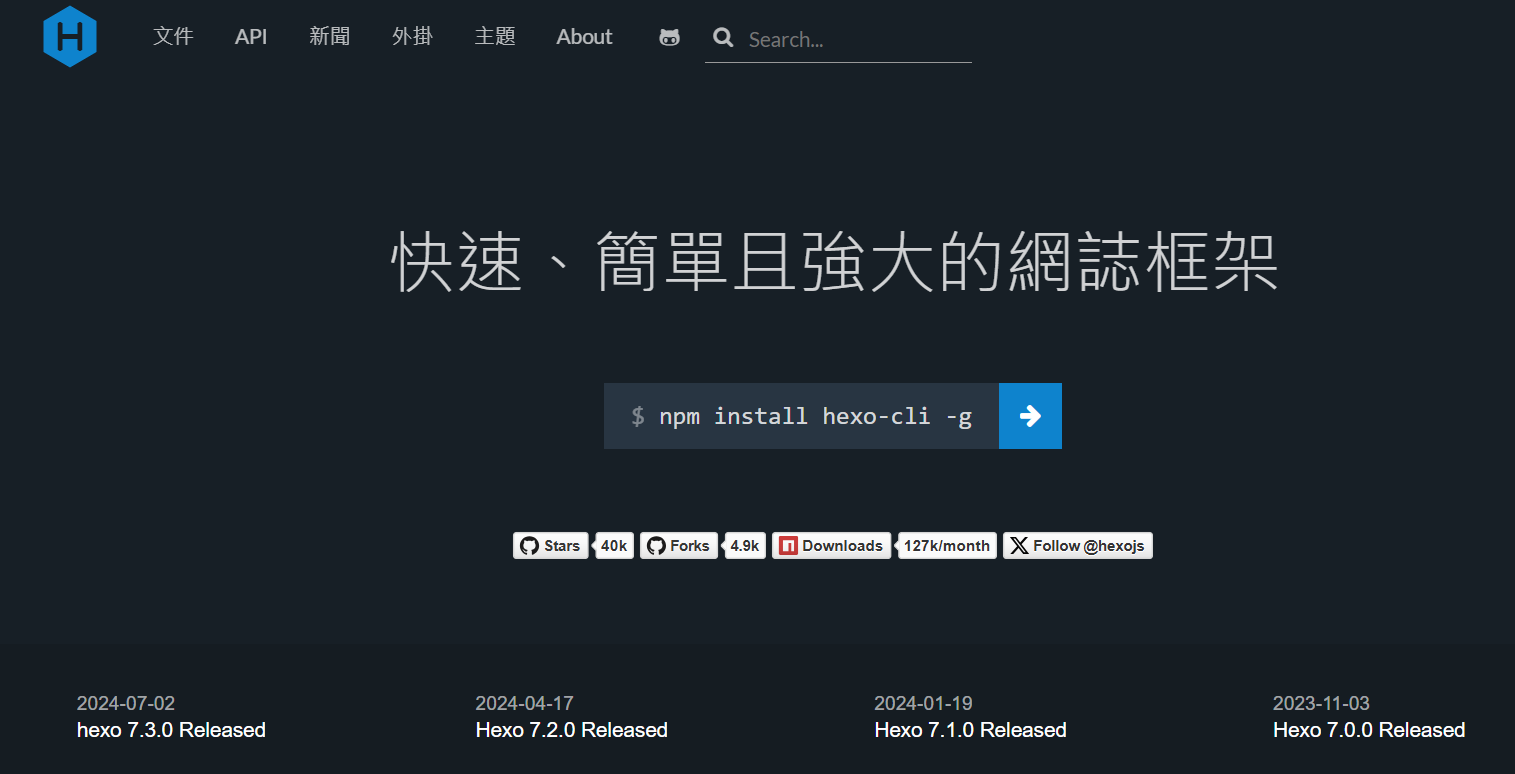 H 文件 API 新聞 外掛 主題 About Search...
快速、簡單且強大的網誌框架
$ npm install hexo-cli -g
Stars 40k Forks 4.9k Downloads 127k/month Follow @hexojs
2024-07-02 2024-04-17 2024-01-19 2023-11-03
hexo 7.3.0 Released Hexo 7.2.0 Released Hexo 7.1.0 Released Hexo 7.0.0 Released